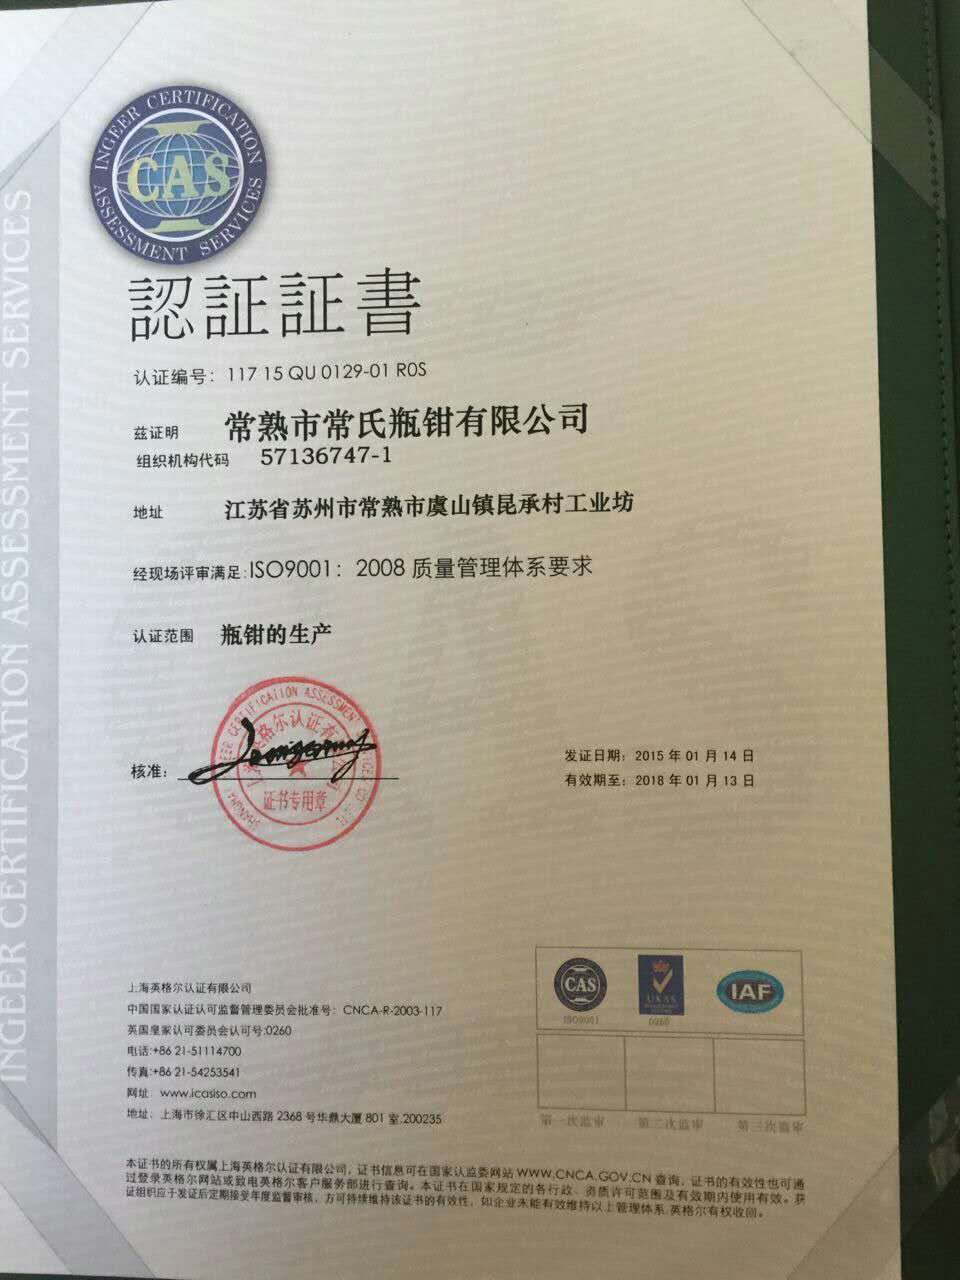 INGEER CERTIFICATION
ASSESSMENT SERVICES
CAS
INGEER CERTIFICATION ASSESSMENT SERVICES
認証証書
认证编号：117 15 QU 0129-01 R0S
兹证明 常熟市常氏瓶钳有限公司
组织机构代码 57136747-1
地址 江苏省苏州市常熟市虞山镇昆承村工业坊
经现场评审满足:ISO9001：2008 质量管理体系要求
认证范围 瓶钳的生产
证书专用章
核准：
发证日期：2015 年 01 月 14 日
有效期至：2018 年 01 月 13 日
上海英格尔认证有限公司
中国国家认证认可监督管理委员会批准号：CNCA-R-2003-117
英国皇家认可委员会认可号:0260
电话:+86 21-51114700
传真:+86 21-54253541
网址：www.icasiso.com
地址：上海市徐汇区中山西路 2368 号华鼎大厦 801 室.200235
CAS
ISO9001
UKAS
0260
IAF
第一次监审 第二次监审 第三次监审
本证书的所有权属上海英格尔认证有限公司，证书信息可在国家认监委网站 WWW.CNCA.GOV.CN 查询，证书的有效性也可通
过登录英格尔网站或致电英格尔客户服务部进行查询。本证书在国家规定的各行政、资质许可范围及有效期内使用有效。获
证组织应于发证后定期接受年度监督审核，方可持续维持该证书的有效性，如企业未能有效维持以上管理体系，英格尔有权收回。